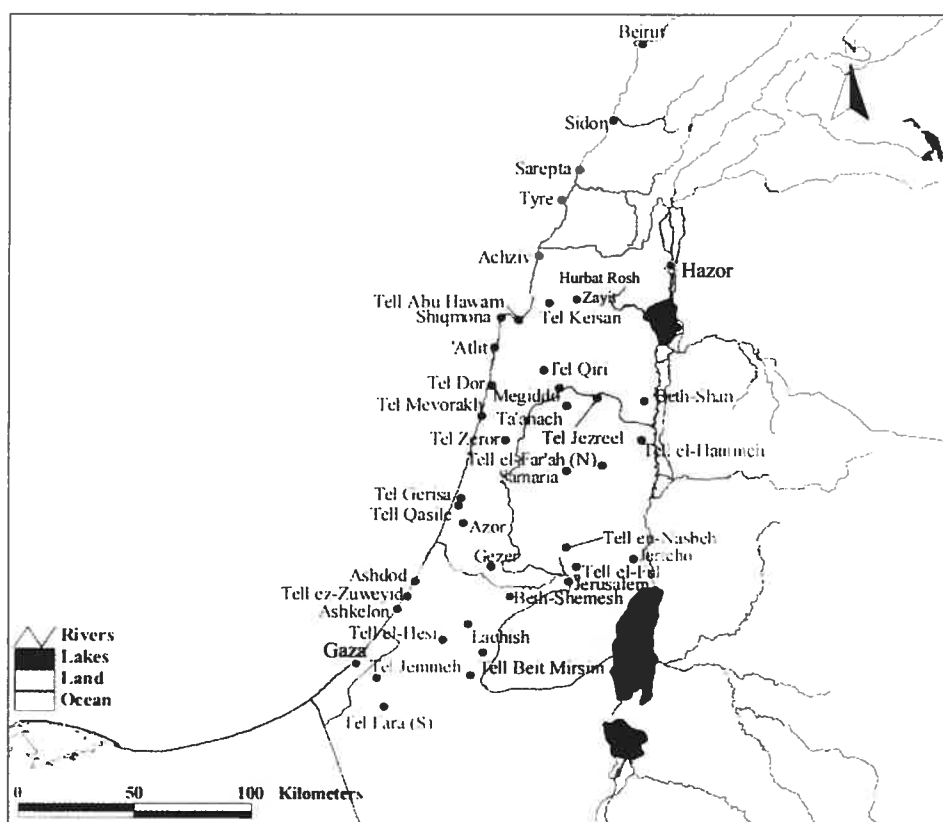 Beirut
N
Sidon
Sarepta
Tyre
Achziv
Hazor
Hurbat Rosh
Zayit
Tell Abu Hawam
Shiqmona
Tel Keisan
'Atlit
Tel Qiri
Tel Dor
Megiddo
Beth-Shan
Tel Mevorakh
Ta'anach
Tel Zeror
Tel Jezreel
Tell el-Hammeh
Tell el-Far'ah (N)
Samaria
Tel Gerisa
Tell Qasile
Azor
Tell en-Nasbeh
Gezer
Jericho
Tell el-Ful
Ashdod
Jerusalem
Tell ez-Zuweyid
Beth-Shemesh
Ashkelon
Tell el-Hesi
Lachish
Gaza
Tel Jemmeh
Tell Beit Mirsim
Tel Fara (S)
Rivers
Lakes
Land
Ocean
0 50 100 Kilometers